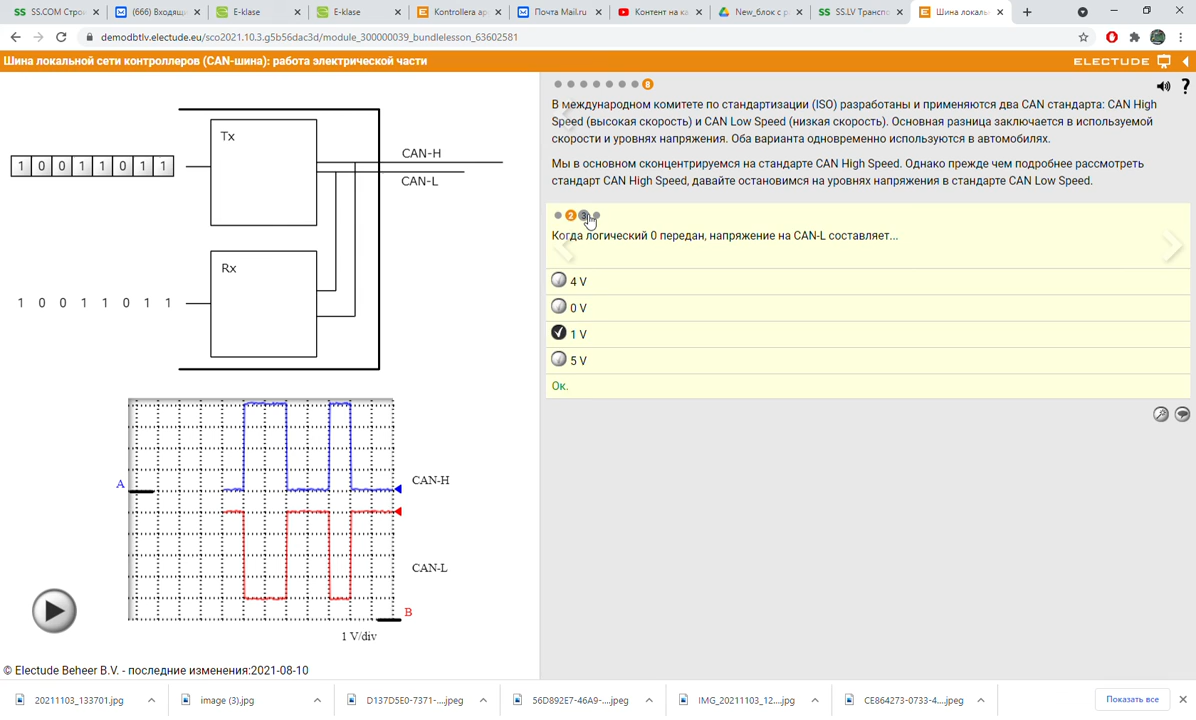 SS.COM Строи
(666) Входящи
E-klase
E-klase
Kontrollera ap
Почта Mail.ru
Контент на ка
New_блок с р
SS.LV Транспо
Шина локальн
demodbtlv.electude.eu/sco2021.10.3.g5b56dac3d/module_300000039_bundlelesson_63602581
Шина локальной сети контроллеров (CAN-шина): работа электрической части
ELECTUDE
8
?
В международном комитете по стандартизации (ISO) разработаны и применяются два CAN стандарта: CAN High
Speed (высокая скорость) и CAN Low Speed (низкая скорость). Основная разница заключается в используемой
скорости и уровнях напряжения. Оба варианта одновременно используются в автомобилях.
Мы в основном сконцентрируемся на стандарте CAN High Speed. Однако прежде чем подробнее рассмотреть
стандарт CAN High Speed, давайте остановимся на уровнях напряжения в стандарте CAN Low Speed.
2 3
Когда логический 0 передан, напряжение на CAN-L составляет...
4 V
0 V
1 V
5 V
Ок.
Tx
1 0 0 1 1 0 1 1
CAN-H
CAN-L
Rx
1 0 0 1 1 0 1 1
A
CAN-H
CAN-L
B
1 V/div
© Electude Beheer B.V. - последние изменения:2021-08-10
20211103_133701.jpg
image (3).jpg
D137D5E0-7371-....jpeg
56D892E7-46A9-....jpeg
IMG_20211103_12....jpg
CE864273-0733-4....jpeg
Показать все